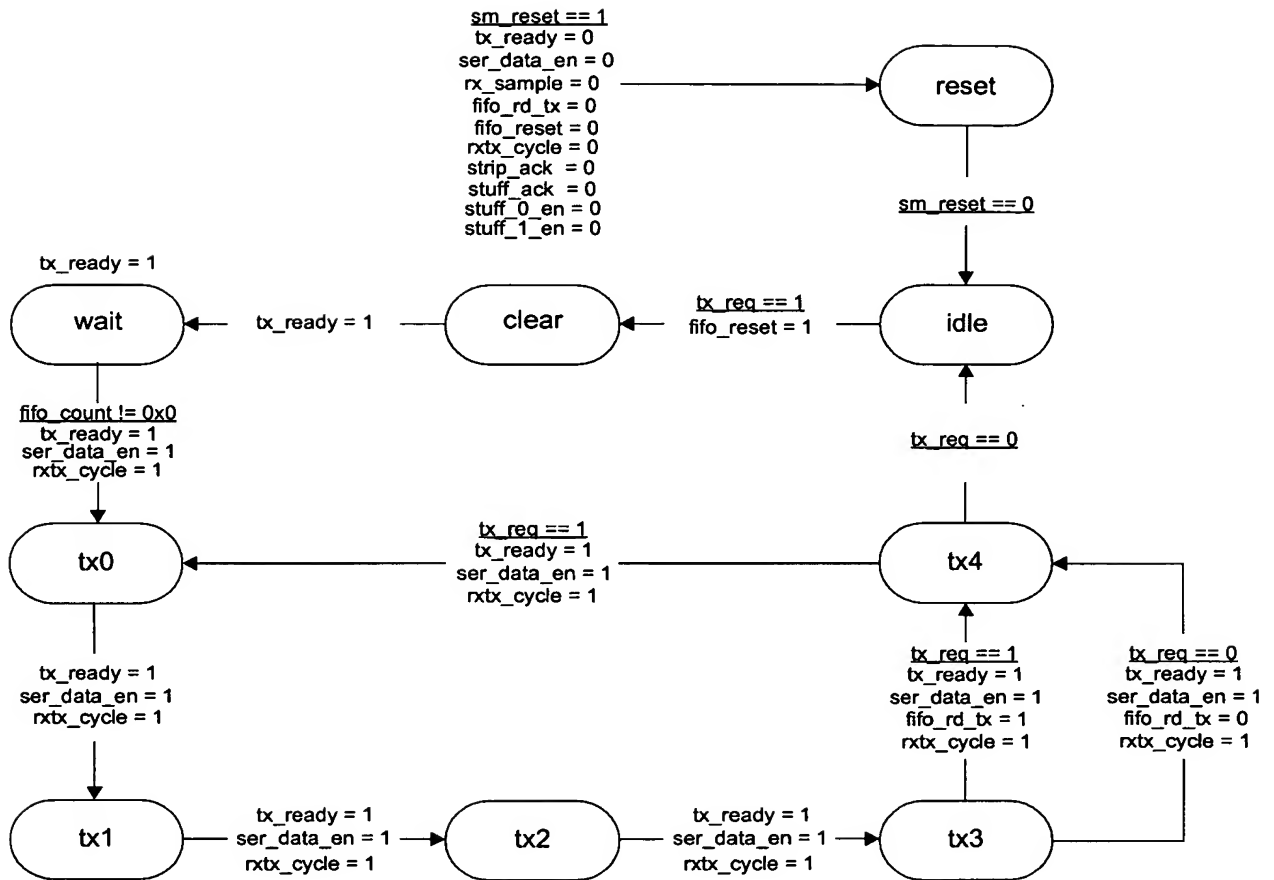 sm_reset == 1
tx_ready = 0
ser_data_en = 0
rx_sample = 0
fifo_rd_tx = 0
fifo_reset = 0
rxtx_cycle = 0
strip_ack = 0
stuff_ack = 0
stuff_0_en = 0
stuff_1_en = 0
reset
sm_reset == 0
tx_ready = 1
wait
tx_ready = 1
clear
tx_req == 1
fifo_reset = 1
idle
fifo_count != 0x0
tx_ready = 1
ser_data_en = 1
rxtx_cycle = 1
tx_req == 0
tx0
tx_req == 1
tx_ready = 1
ser_data_en = 1
rxtx_cycle = 1
tx4
tx_ready = 1
ser_data_en = 1
rxtx_cycle = 1
tx_req == 1
tx_ready = 1
ser_data_en = 1
fifo_rd_tx = 1
rxtx_cycle = 1
tx_req == 0
tx_ready = 1
ser_data_en = 1
fifo_rd_tx = 0
rxtx_cycle = 1
tx1
tx_ready = 1
ser_data_en = 1
rxtx_cycle = 1
tx2
tx_ready = 1
ser_data_en = 1
rxtx_cycle = 1
tx3